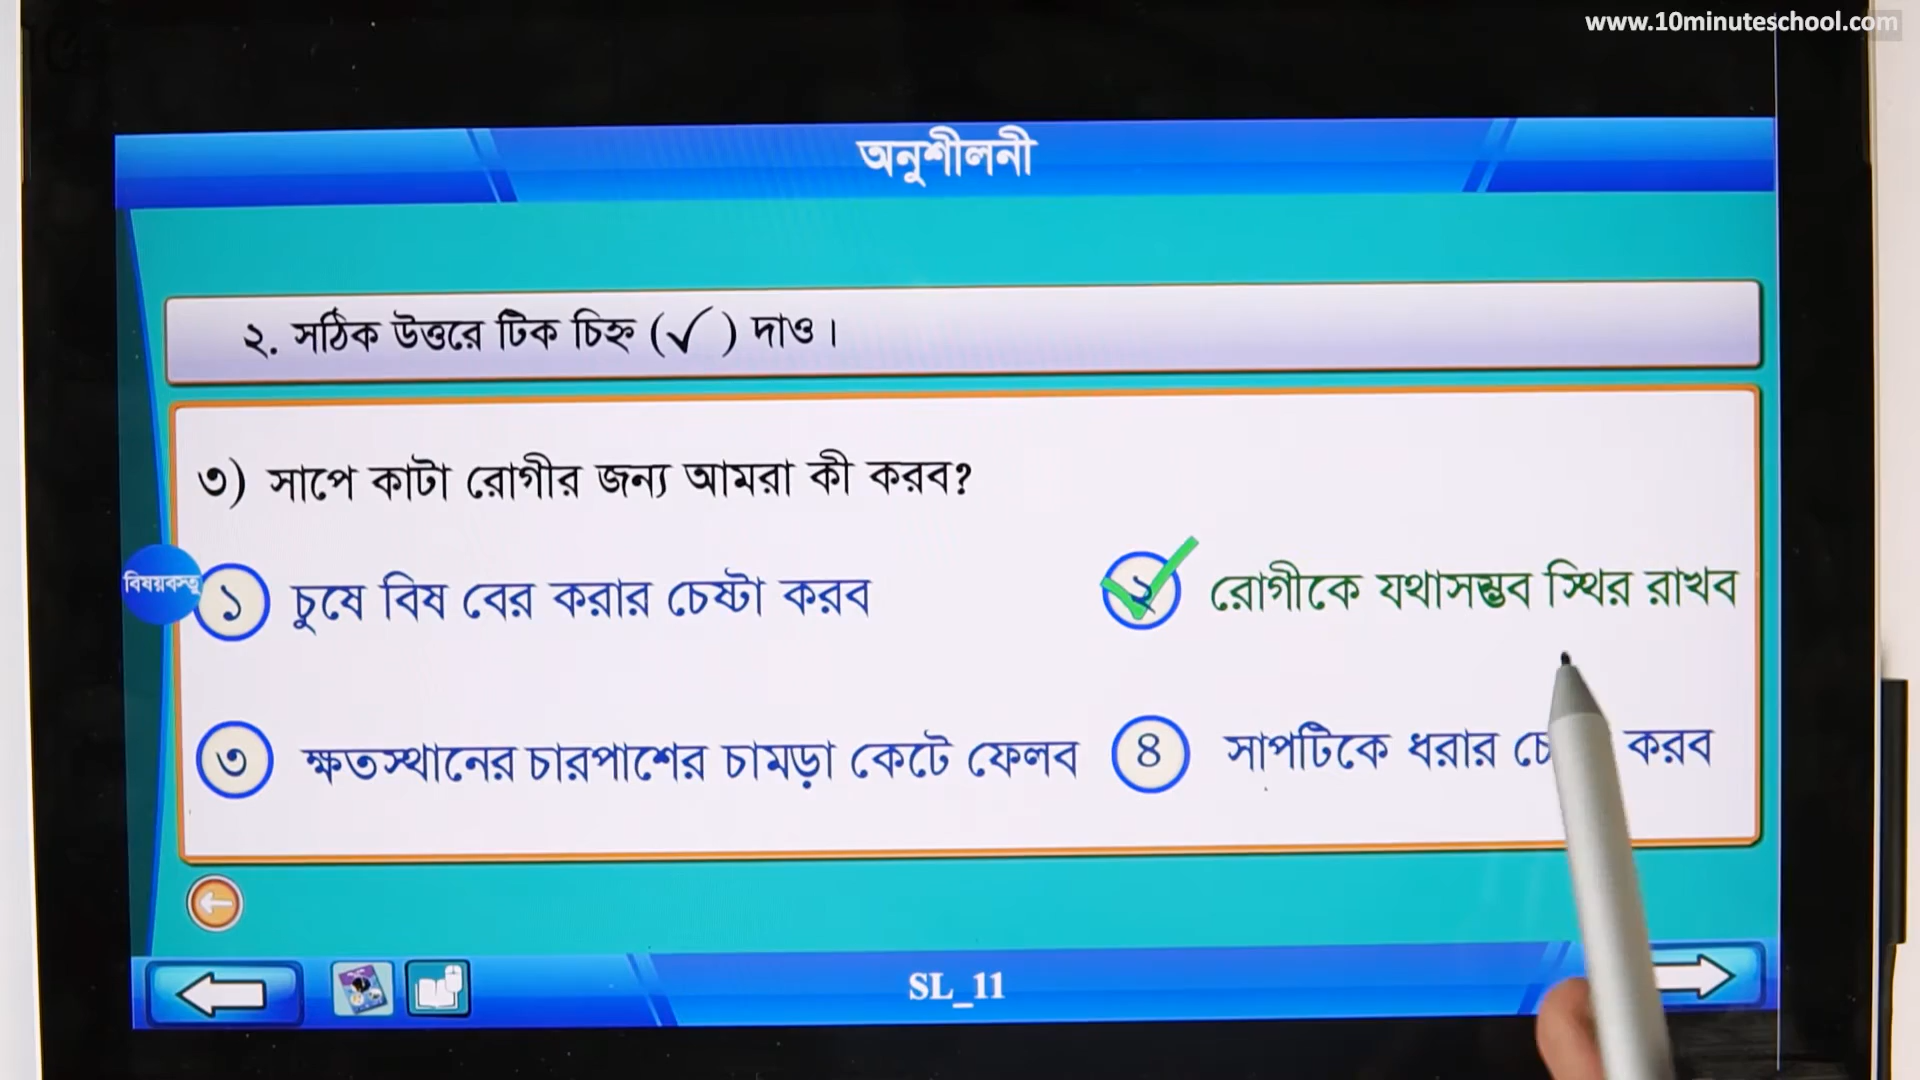 www.10minuteschool.com
অনুশীলনী
২. সঠিক উত্তরে টিক চিহ্ন (✓) দাও।
৩) সাপে কাটা রোগীর জন্য আমরা কী করব?
বিষয়বস্তু
১ চুষে বিষ বের করার চেষ্টা করব
২ রোগীকে যথাসম্ভব স্থির রাখব
৩ ক্ষতস্থানের চারপাশের চামড়া কেটে ফেলব
4 সাপটিকে ধরার করব
SL_11